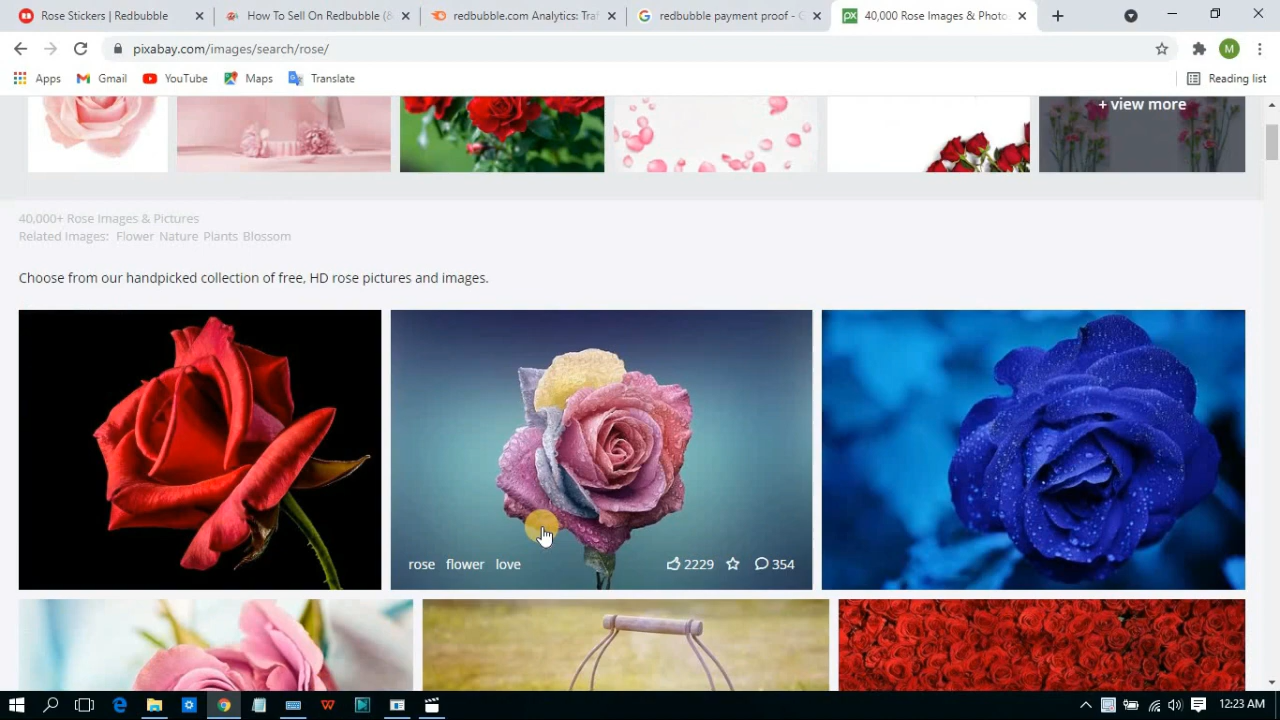 Rose Stickers | Redbubble
How To Sell On Redbubble (&
redbubble.com Analytics: Traf
redbubble payment proof - G
40,000 Rose Images & Photo
pixabay.com/images/search/rose/
M
Apps
Gmail
YouTube
Maps
Translate
Reading list
+ view more
40,000+ Rose Images & Pictures
Related Images: Flower Nature Plants Blossom
Choose from our handpicked collection of free, HD rose pictures and images.
rose flower love
2229
354
12:23 AM